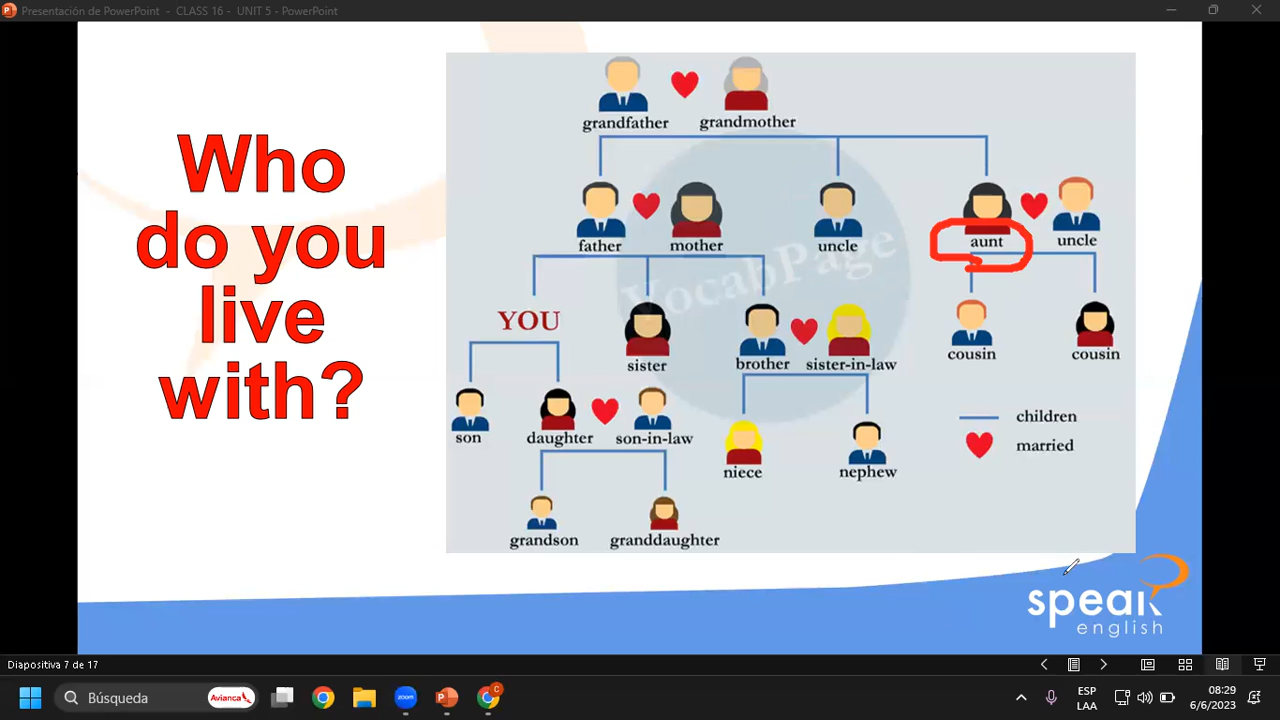 Presentación de PowerPoint - CLASS 16 - UNIT 5 - PowerPoint
Who
do you
live
with?
grandfather
grandmother
father
mother
uncle
aunt
uncle
VocabPage
YOU
sister
brother
sister-in-law
cousin
cousin
son
daughter
son-in-law
niece
nephew
children
married
grandson
granddaughter
speak
english
Diapositiva 7 de 17
Búsqueda
Avianca
zoom
C
ESP
LAA
08:29
6/6/2023